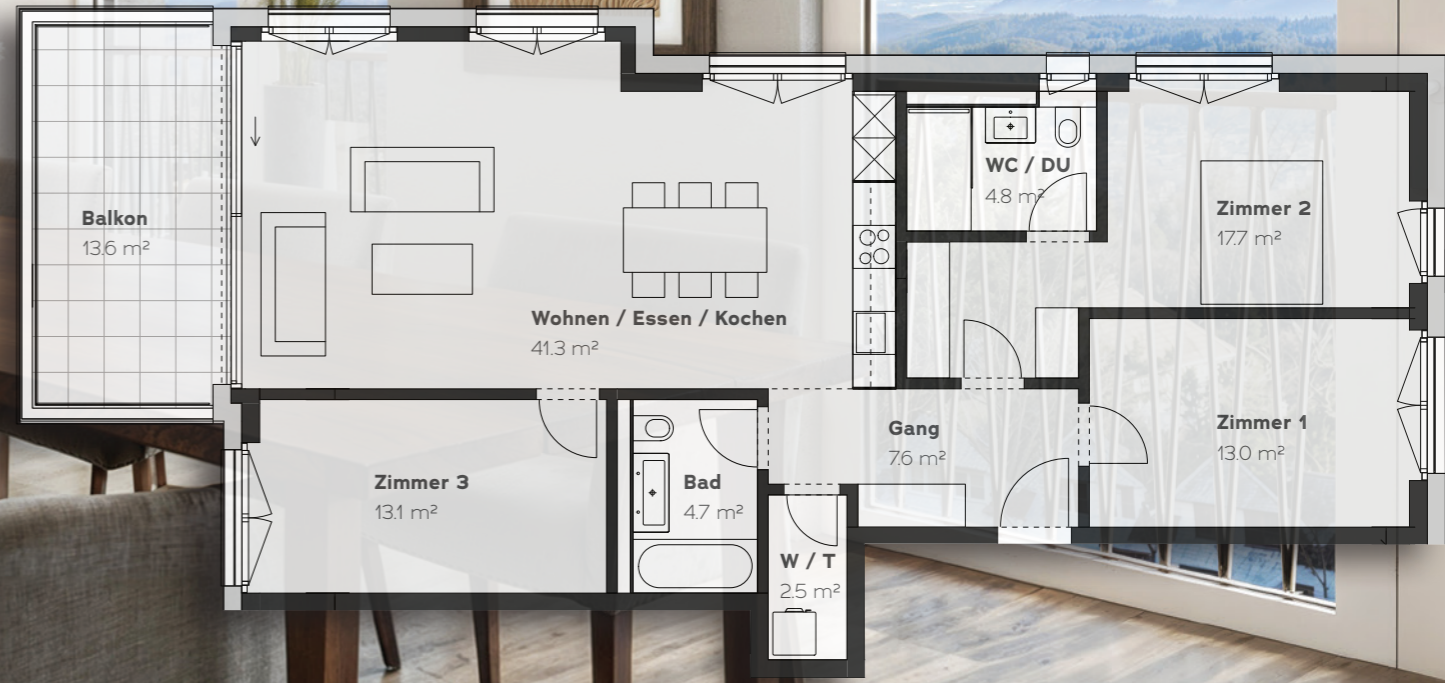 Balkon
13.6 m²
Wohnen / Essen / Kochen
41.3 m²
WC / DU
4.8 m²
Zimmer 2
17.7 m²
Zimmer 1
13.0 m²
Gang
7.6 m²
Zimmer 3
13.1 m²
Bad
4.7 m²
W / T
2.5 m²